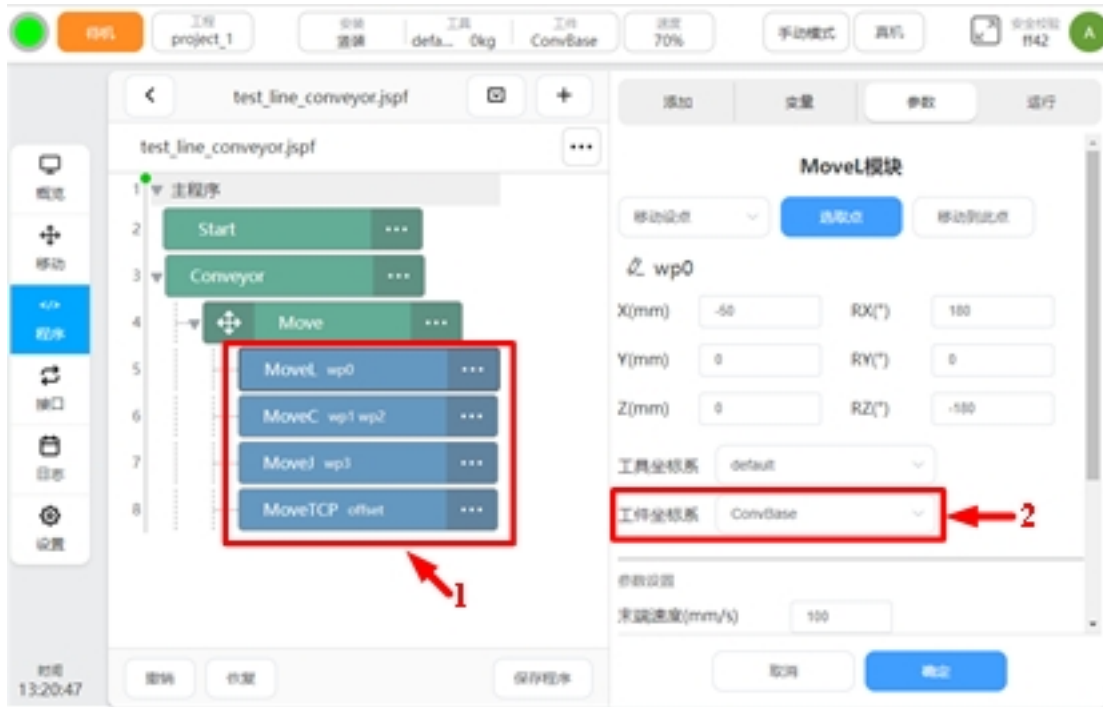 待机
工程
project_1
安装
道装
工具
defa... 0kg
工件
ConvBase
速度
70%
手动模式
真机
安全校验
ff42
A
test_line_conveyor.jspf
+
添加
变量
参数
运行
test_line_conveyor.jspf
...
概览
移动
程序
接口
日志
设置
1 主程序
2 Start ...
3 Conveyor ...
4 Move ...
5 MoveL wp0 ...
6 MoveC wp1 wp2 ...
7 MoveJ wp3 ...
8 MoveTCP offset ...
1
MoveL模块
移动设点
选取点
移动到此点
wp0
X(mm) -50 RX(°) 180
Y(mm) 0 RY(°) 0
Z(mm) 0 RZ(°) -180
工具坐标系 default
工件坐标系 ConvBase
2
参数设置
末端速度(mm/s) 100
时间
13:20:47
撤销
恢复
保存程序
取消
确定